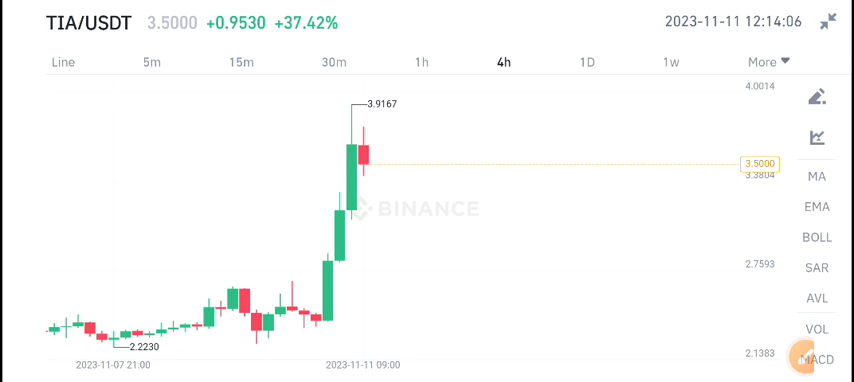 TIA/USDT 3.5000 +0.9530 +37.42% 2023-11-11 12:14:06
Line 5m 15m 30m 1h 4h 1D 1w More
4.0014
3.9167
3.5000
3.3804
MA
EMA
BINANCE
BOLL
2.7593
SAR
AVL
VOL
2.2230
2.1383
MACD
2023-11-07 21:00 2023-11-11 09:00